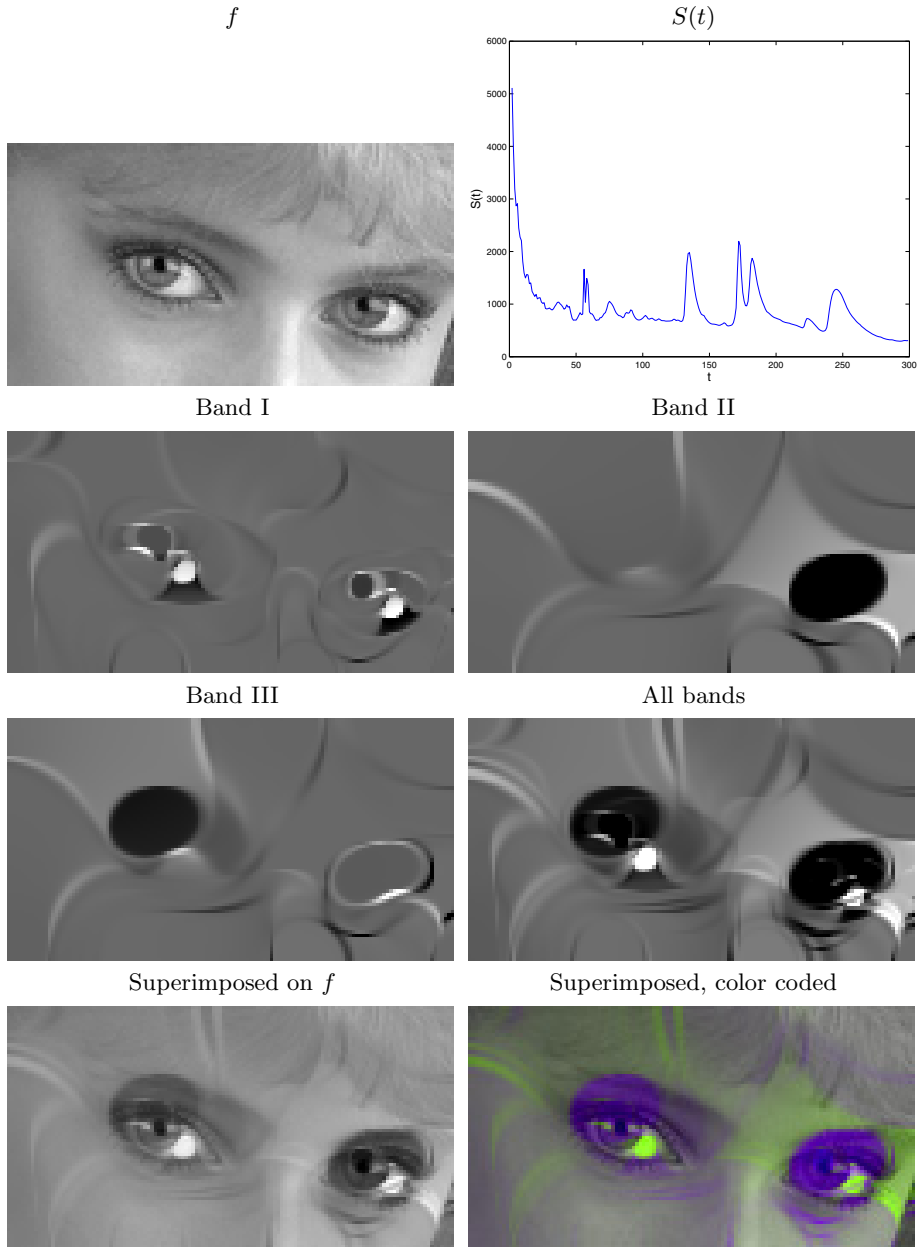 f S(t)
6000
5000
4000
3000
2000
1000
0
S(t)
0 50 100 150 200 250 300
t
Band I Band II
Band III All bands
Superimposed on f Superimposed, color coded